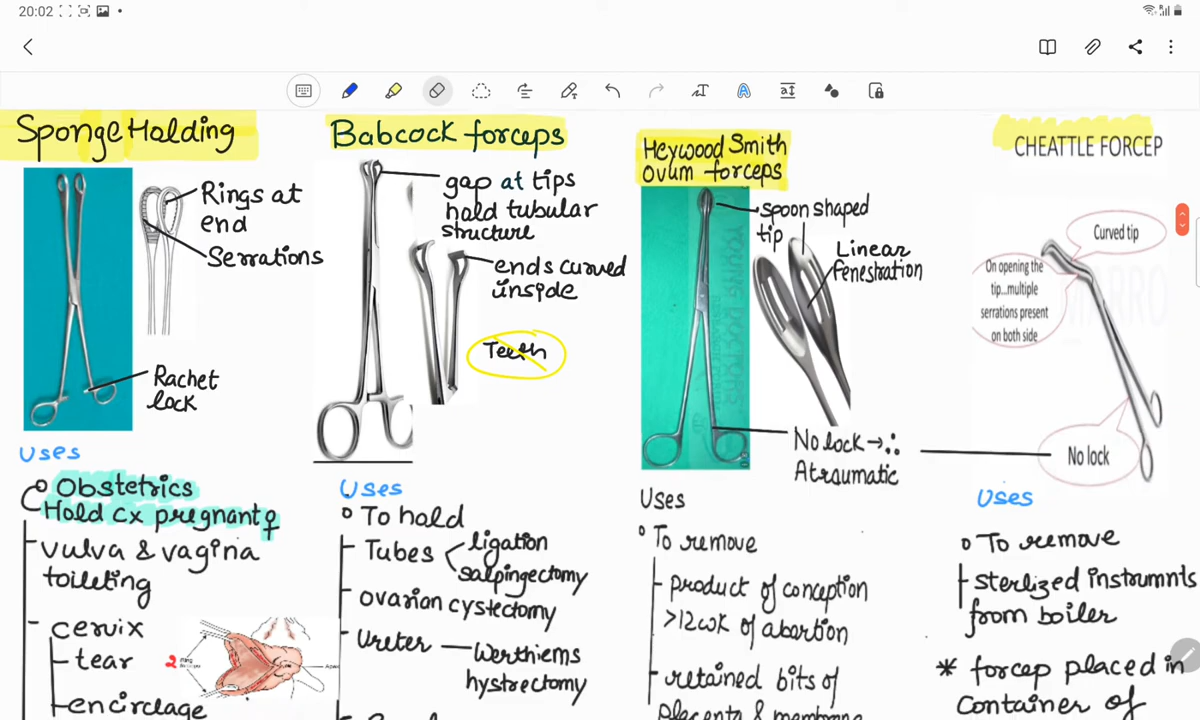 20:02
Sponge Holding
Rings at
end
Serrations
Rachet
lock
uses
Obstetrics
Hold Cx pregnant ♀
vulva & vagina
toileting
cervix
tear
2
encirclage
Babcock forceps
gap at tips
hold tubular
structure
ends curved
inside
Teeth
Uses
To hold
Tubes
ligation
salpingectomy
ovarian cystectomy
Ureter — Werthiems
hystrectomy
Heywood Smith
Ovum forceps
spoon shaped
tip
Linear
fenestration
No lock → ∴
Atraumatic
Uses
To remove
product of conception
>12wk of abortion
retained bits of
placenta & membrane
CHEATTLE FORCEP
Curved tip
On opening the
tip...multiple
serrations present
on both side
No lock
Uses
To remove
sterlized instrumnts
from boiler
* forcep placed in
container of